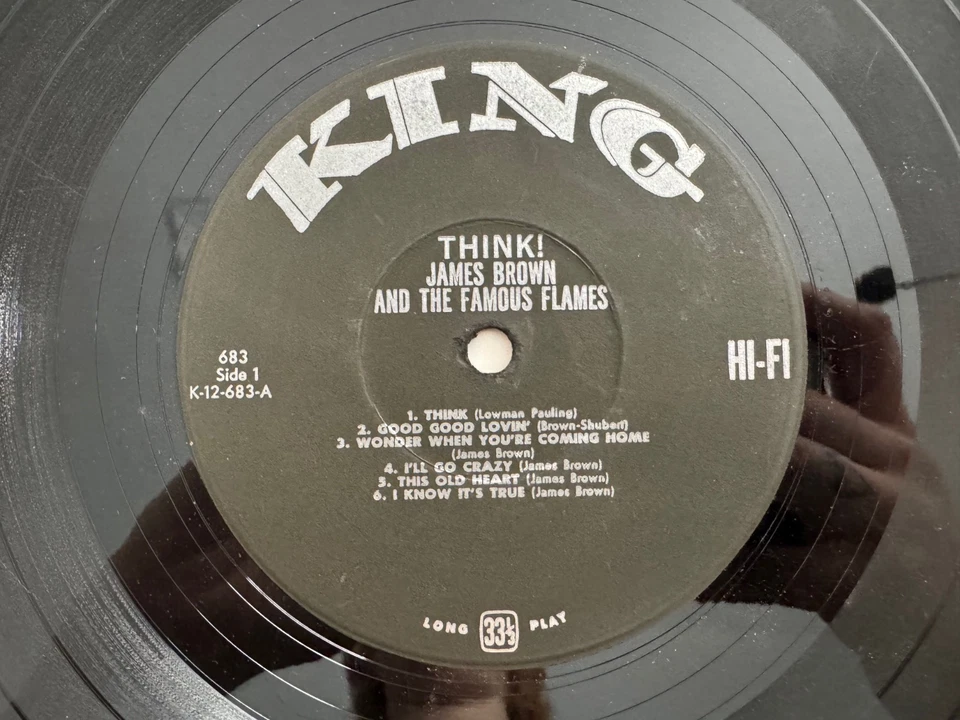 KING
THINK!
JAMES BROWN
AND THE FAMOUS FLAMES
683
Side 1
K-12-683-A
HI-FI
1. THINK (Lowman Pauling)
2. GOOD GOOD LOVIN' (Brown-Shubert)
3. WONDER WHEN YOU'RE COMING HOME
(James Brown)
4. I'LL GO CRAZY (James Brown)
5. THIS OLD HEART (James Brown)
6. I KNOW IT'S TRUE (James Brown)
LONG 33⅓ PLAY